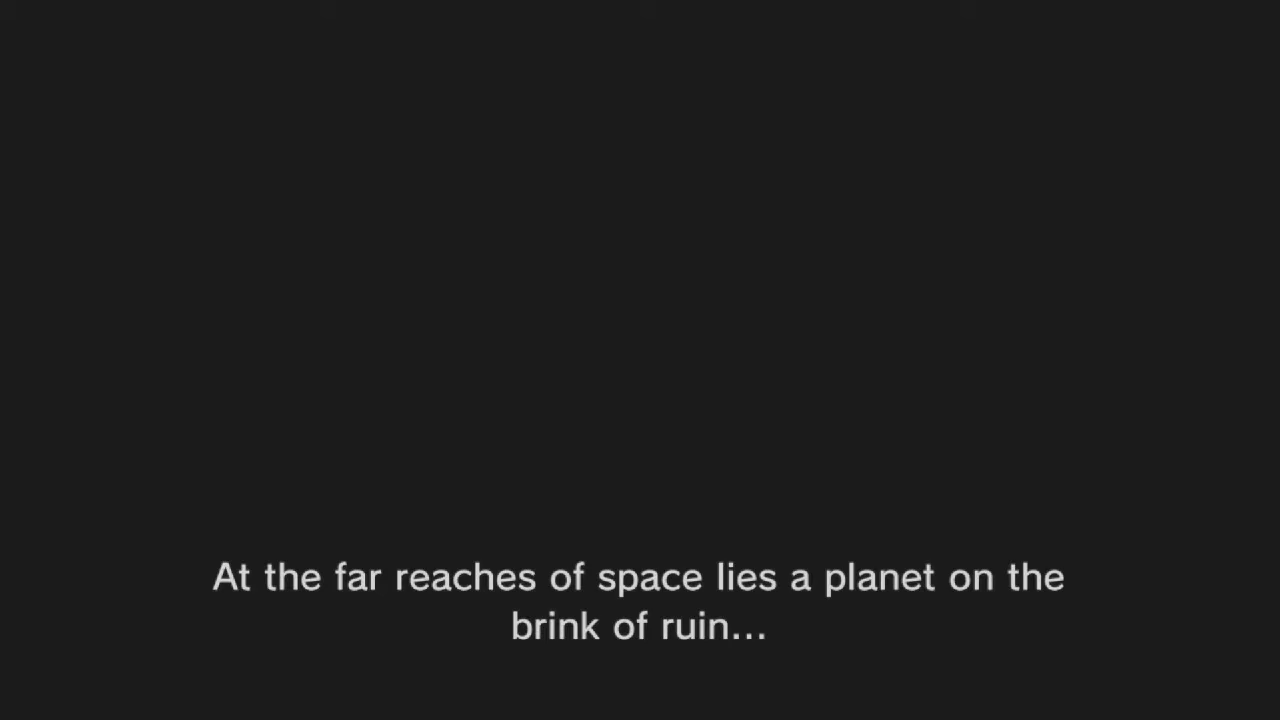 At the far reaches of space lies a planet on the
brink of ruin...